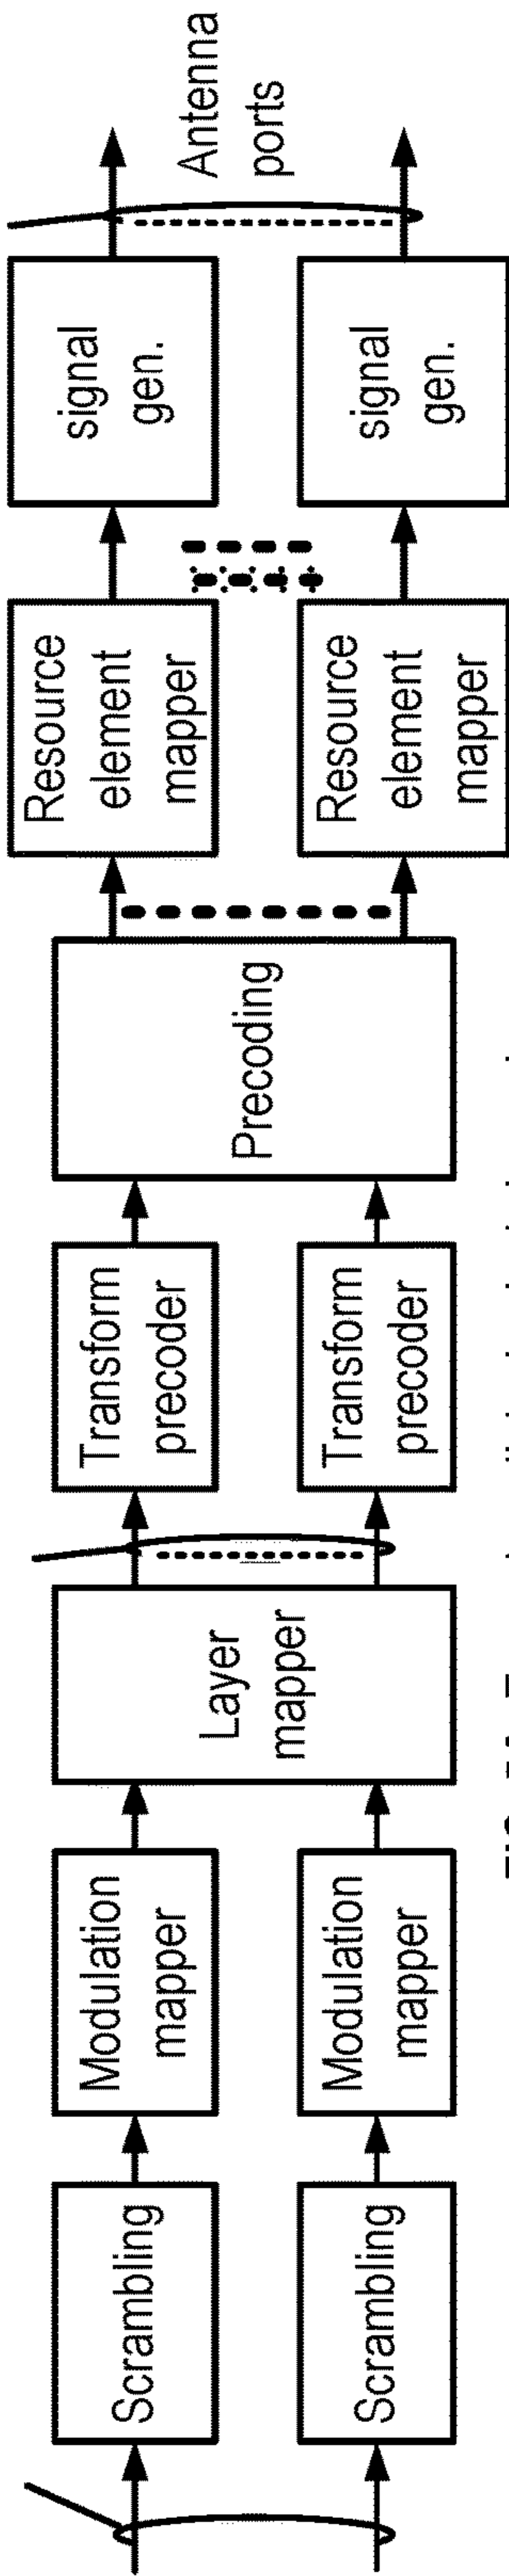 Scrambling
Scrambling
Modulation
mapper
Modulation
mapper
Layer
mapper
Transform
precoder
Transform
precoder
Precoding
Resource
element
mapper
Resource
element
mapper
signal
gen.
signal
gen.
Antenna
ports